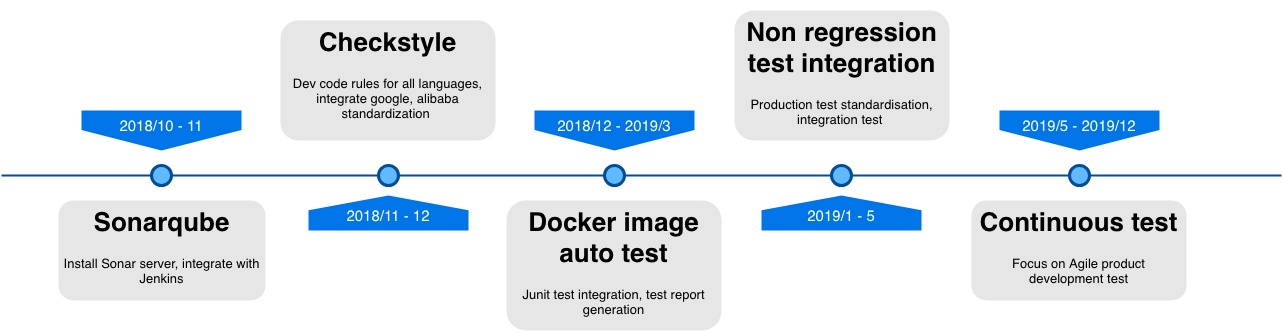 2018/10 - 11
Sonarqube
Install Sonar server, integrate with
Jenkins
Checkstyle
Dev code rules for all languages,
integrate google, alibaba
standardization
2018/11 - 12
2018/12 - 2019/3
Docker image
auto test
Junit test integration, test report
generation
Non regression
test integration
Production test standardisation,
integration test
2019/1 - 5
2019/5 - 2019/12
Continuous test
Focus on Agile product
development test